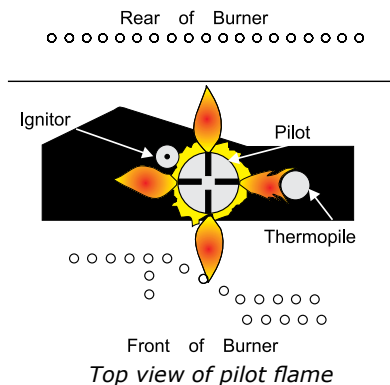 Rear of Burner
Ignitor
Pilot
Thermopile
Front of Burner
Top view of pilot flame